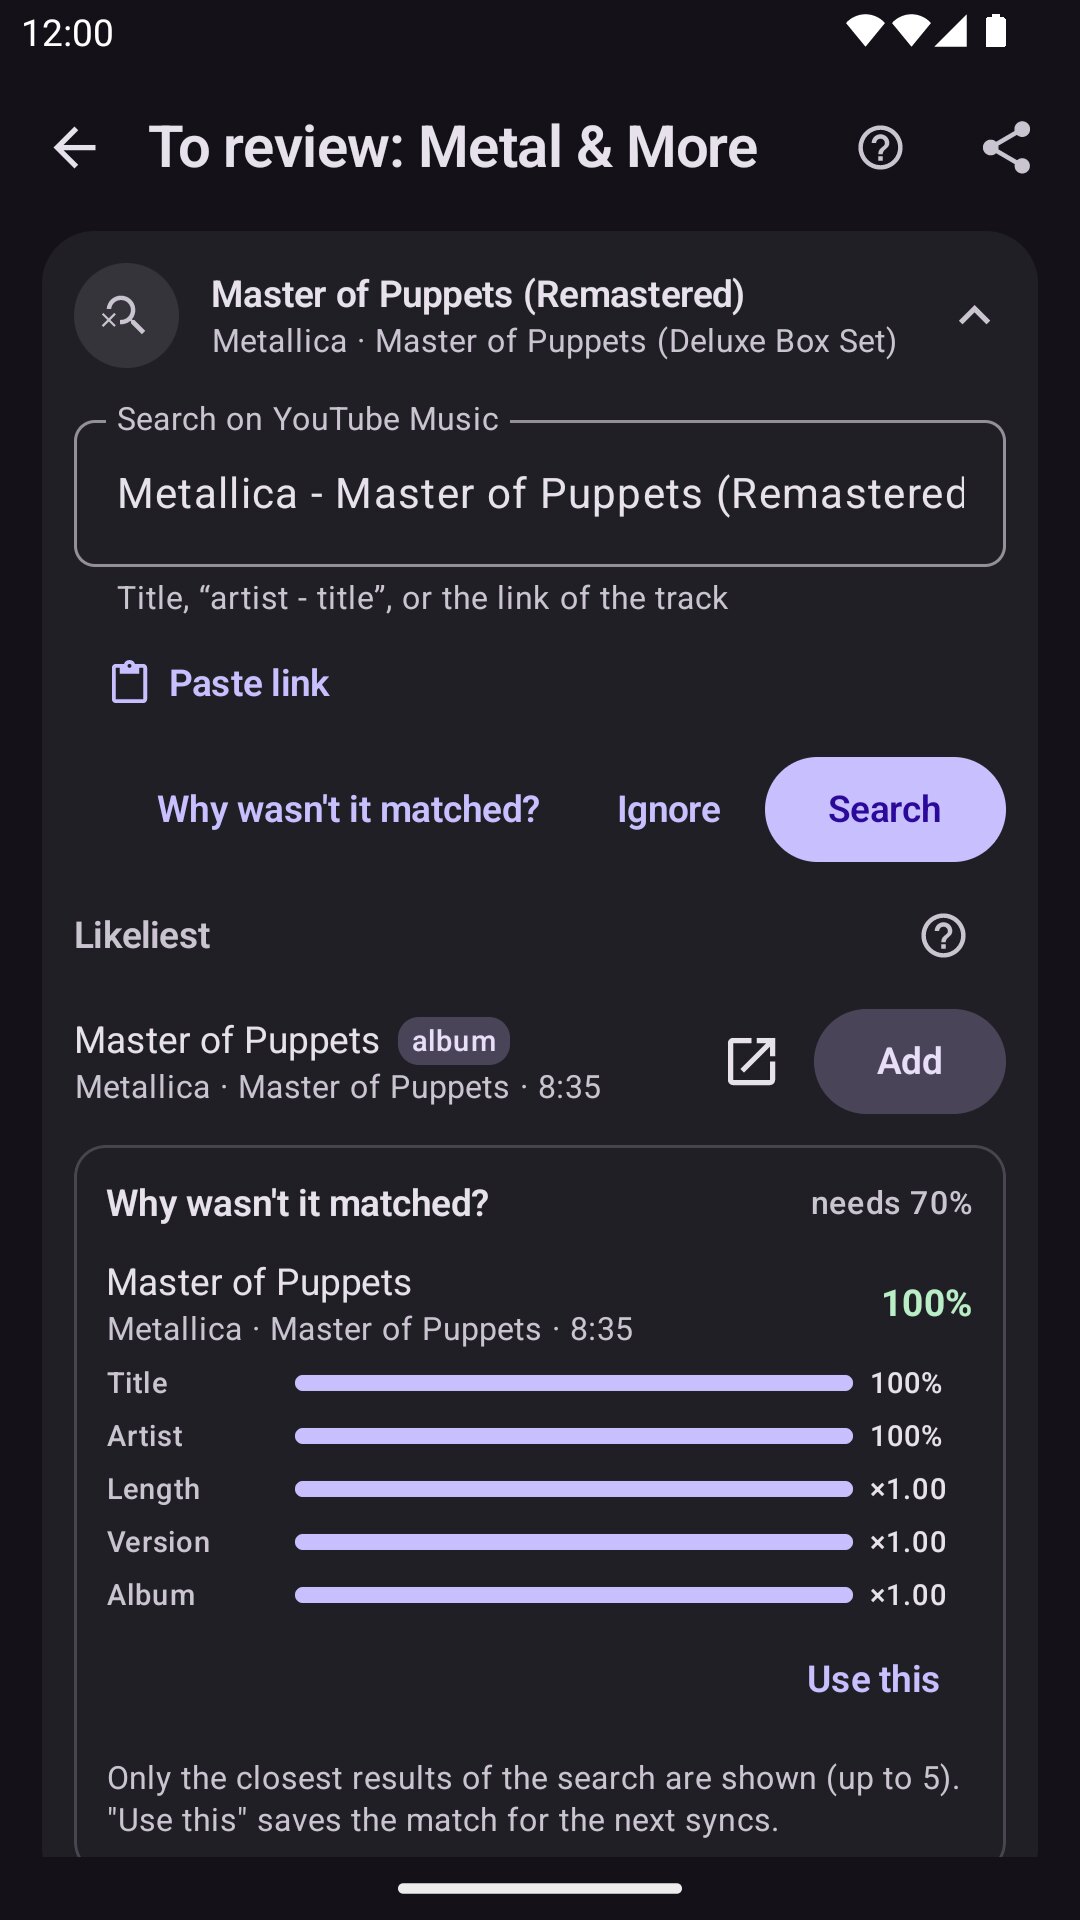 12:00
To review: Metal & More
Master of Puppets (Remastered)
Metallica · Master of Puppets (Deluxe Box Set)
Search on YouTube Music
Metallica - Master of Puppets (Remastered
Title, “artist - title”, or the link of the track
Paste link
Why wasn't it matched? Ignore Search
Likeliest
Master of Puppets album
Metallica · Master of Puppets · 8:35
Add
Why wasn't it matched? needs 70%
Master of Puppets
Metallica · Master of Puppets · 8:35
100%
Title 100%
Artist 100%
Length ×1.00
Version ×1.00
Album ×1.00
Use this
Only the closest results of the search are shown (up to 5).
"Use this" saves the match for the next syncs.